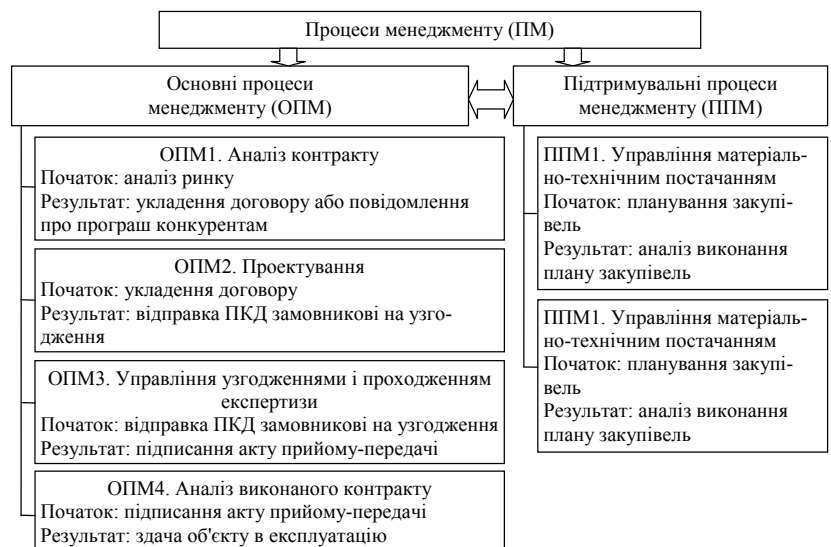 Процеси менеджменту (ПМ)
Основні процеси
менеджменту (ОПМ)
Підтримувальні процеси
менеджменту (ППМ)
ОПМ1. Аналіз контракту
Початок: аналіз ринку
Результат: укладення договору або повідомлення
про програш конкурентам
ОПМ2. Проектування
Початок: укладення договору
Результат: відправка ПКД замовникові на узго-
дження
ОПМ3. Управління узгодженнями і проходженням
експертизи
Початок: відправка ПКД замовникові на узгодження
Результат: підписання акту прийому-передачі
ОПМ4. Аналіз виконаного контракту
Початок: підписання акту прийому-передачі
Результат: здача об'єкту в експлуатацію
ППМ1. Управління матеріаль-
но-технічним постачанням
Початок: планування закупі-
вель
Результат: аналіз виконання
плану закупівель
ППМ1. Управління матеріаль-
но-технічним постачанням
Початок: планування закупі-
вель
Результат: аналіз виконання
плану закупівель